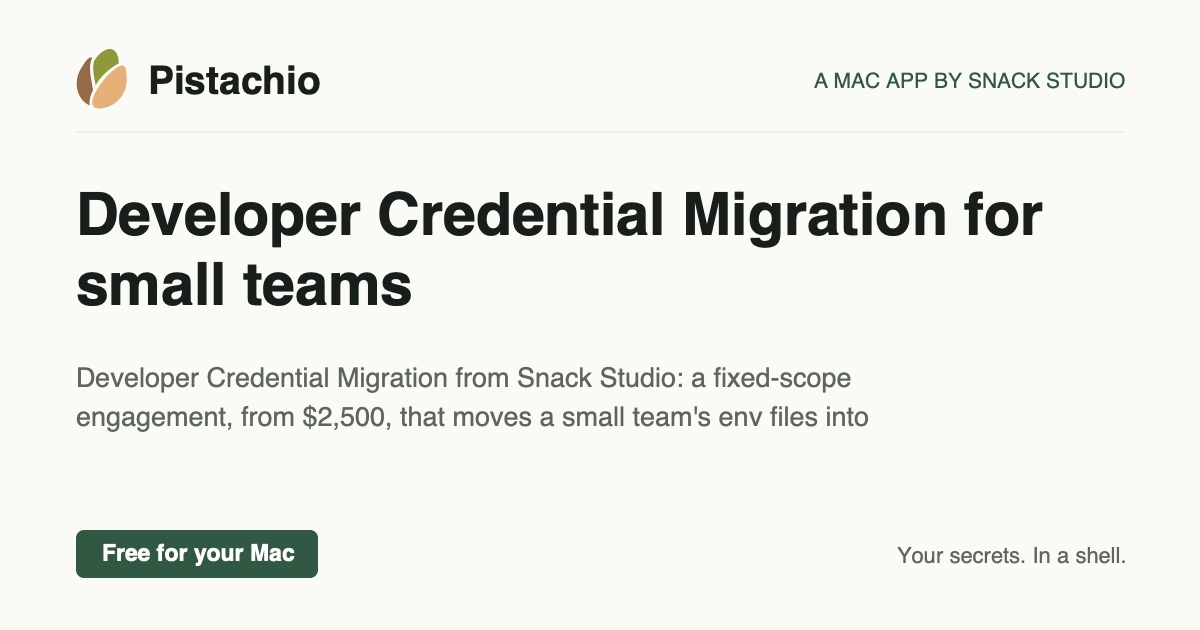 Pistachio
A MAC APP BY SNACK STUDIO
Developer Credential Migration for
small teams
Developer Credential Migration from Snack Studio: a fixed-scope
engagement, from $2,500, that moves a small team's env files into
Free for your Mac
Your secrets. In a shell.